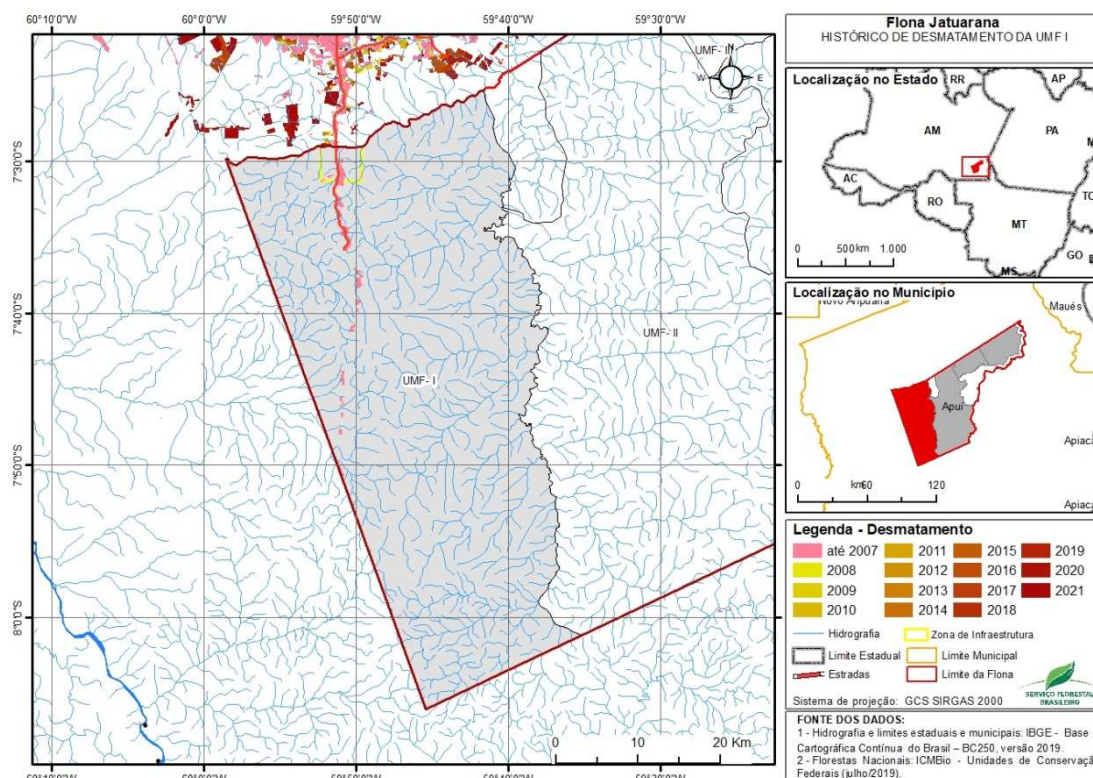 60°10'0"W 60°0'0"W 59°50'0"W 59°40'0"W 59°30'0"W
7°30'0"S
7°40'0"S
7°50'0"S
8°0'0"S
UMF- II
N
W E
S
UMF- II
UMF- I
0 10 20 Km
Flona Jatuarana
HISTÓRICO DE DESMATAMENTO DA UMF I
Localização no Estado
RR AP
AM PA
AC
RO
MT
TO
GO
MS
0 500 km 1.000
Localização no Município
Maués
Apuí
0 km 120
Legenda - Desmatamento
até 2007 2011 2015 2019
2008 2012 2016 2020
2009 2013 2017 2021
2010 2014 2018
Hidrografia Zona de Infraestrutura
Limite Estadual Limite Municipal
Estradas Limite da Flona
SERVIÇO FLORESTAL
BRASILEIRO
Sistema de projeção: GCS SIRGAS 2000
FONTE DOS DADOS:
1 - Hidrografia e limites estaduais e municipais: IBGE - Base
Cartográfica Contínua do Brasil – BC250, versão 2019.
2 - Florestas Nacionais: ICMBio - Unidades de Conservaçã
Federais (julho/2019).